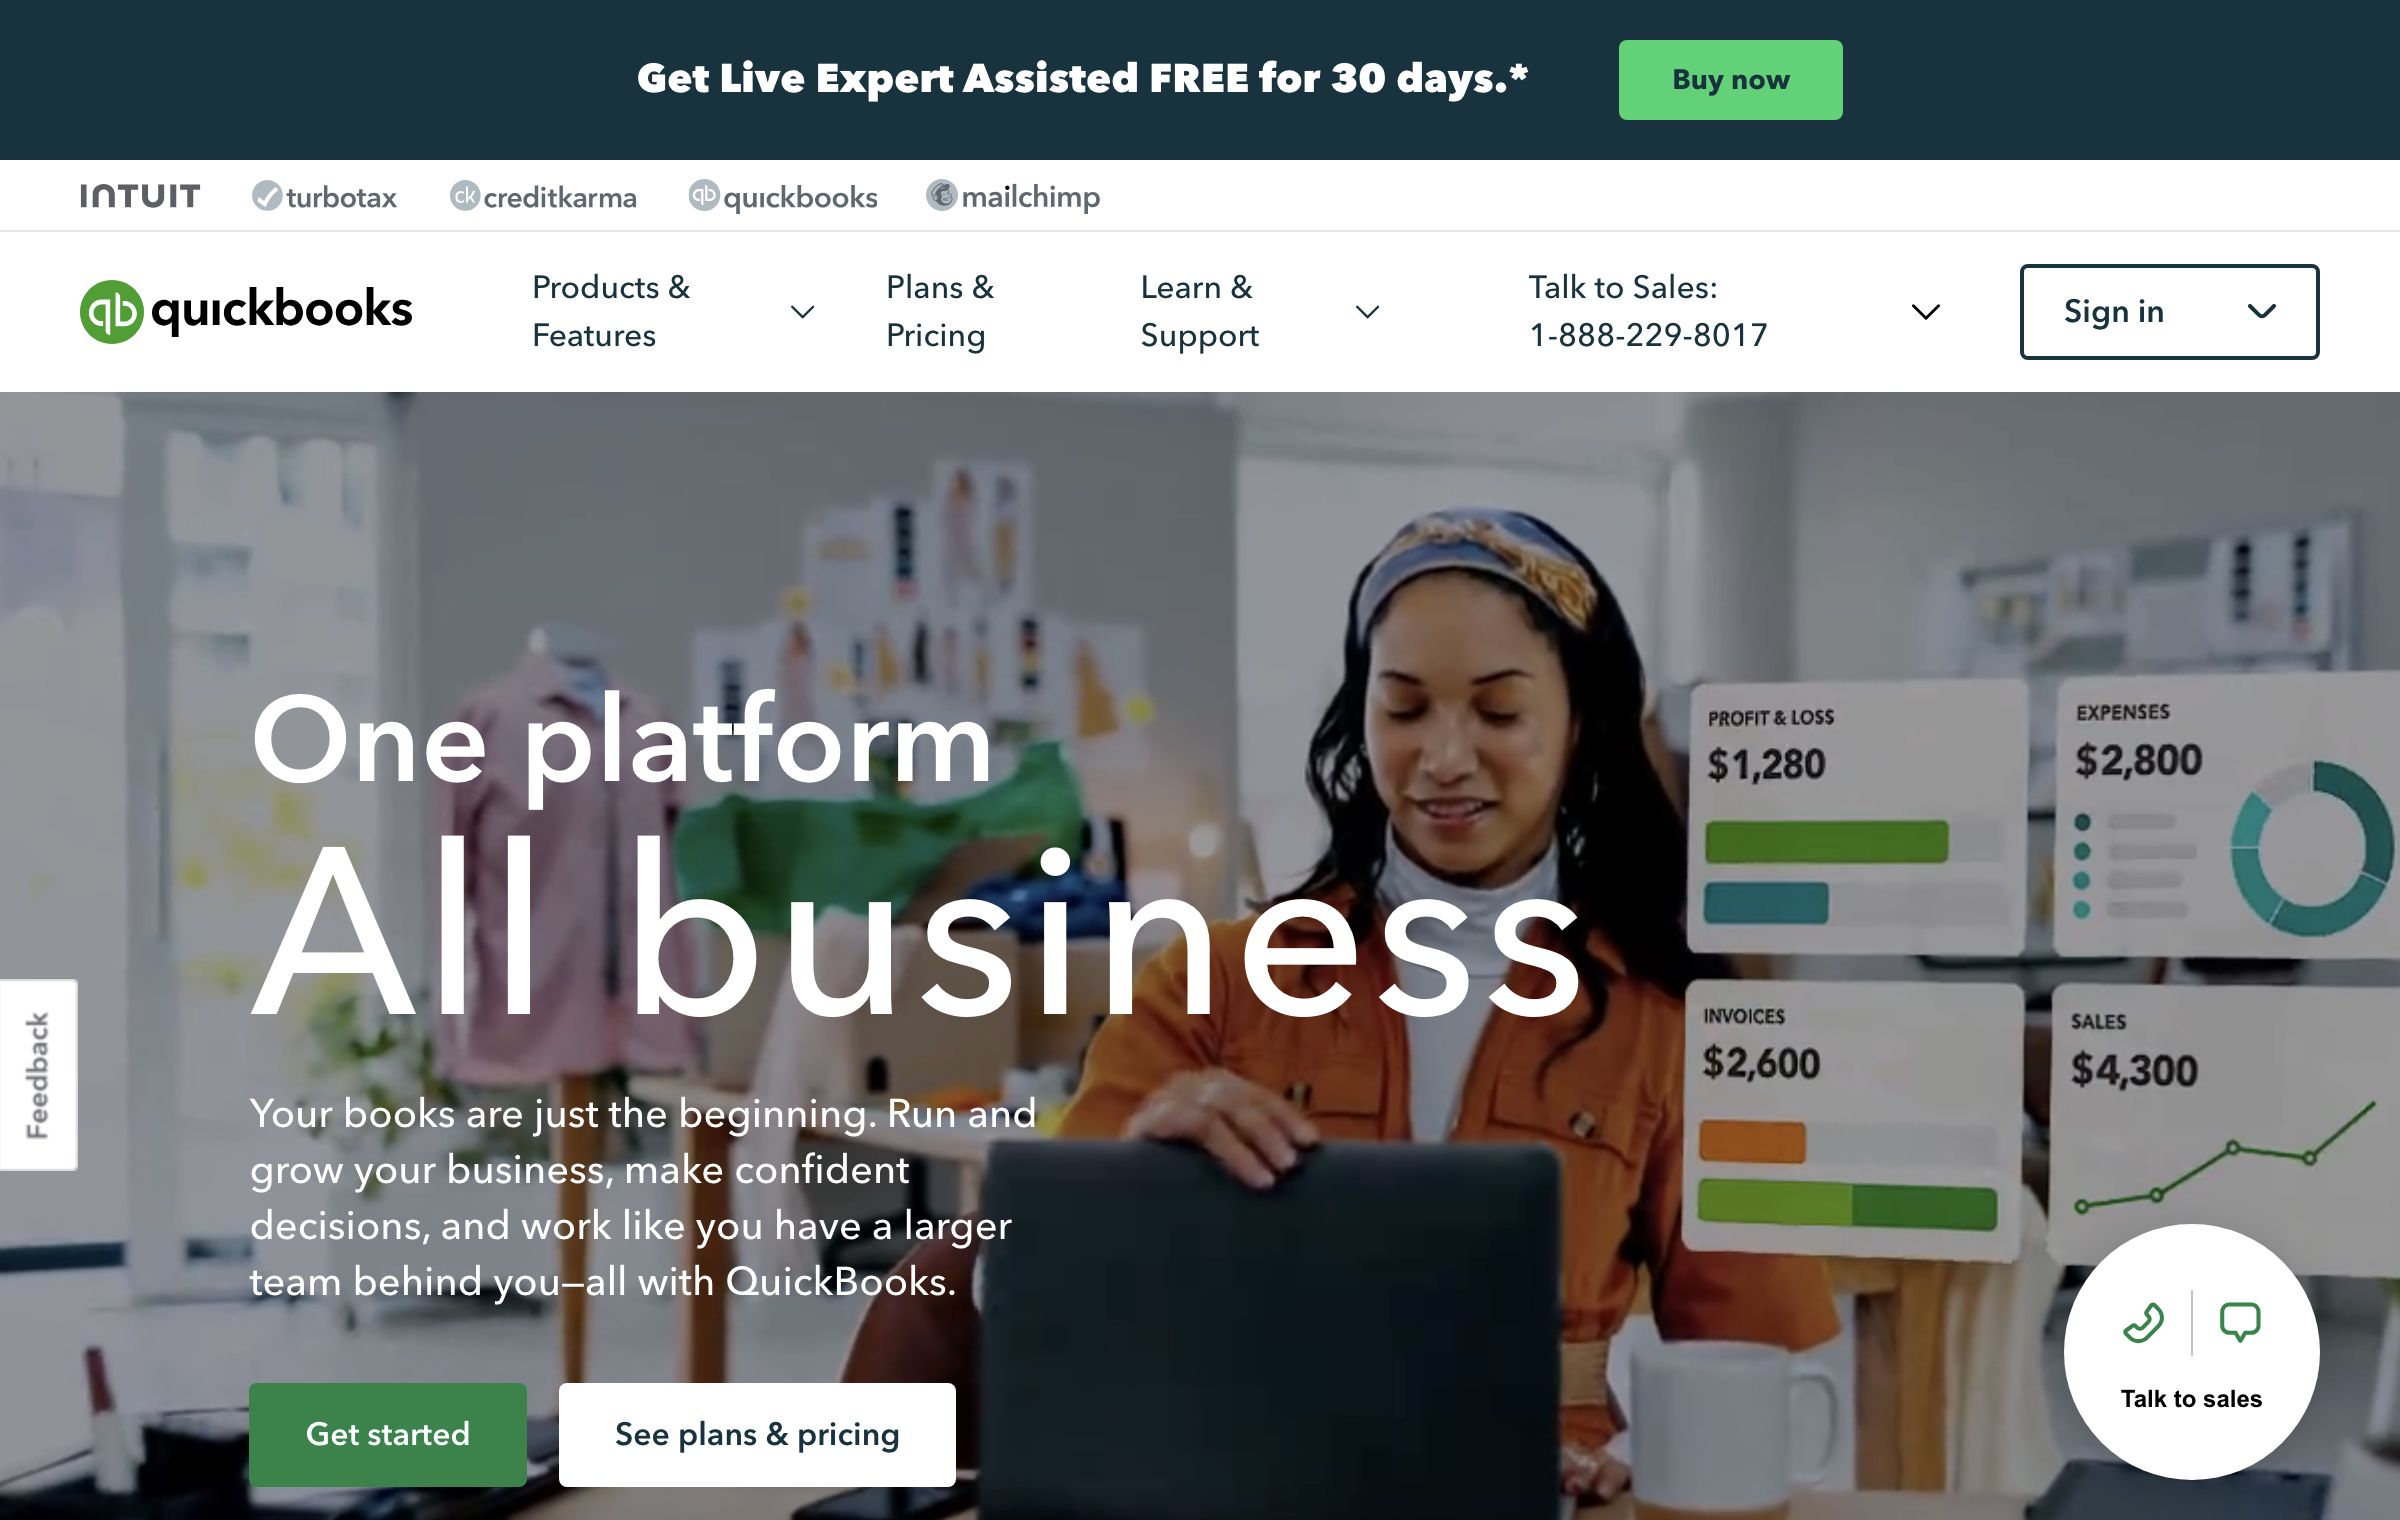 Get Live Expert Assisted FREE for 30 days.*
Buy now
INTUIT
turbotax
ck creditkarma
qb quickbooks
mailchimp
qb quickbooks
Products &
Features
Plans &
Pricing
Learn &
Support
Talk to Sales:
1-888-229-8017
Sign in
One platform
All business
Your books are just the beginning. Run and
grow your business, make confident
decisions, and work like you have a larger
team behind you—all with QuickBooks.
Get started
See plans & pricing
PROFIT & LOSS
$1,280
EXPENSES
$2,800
INVOICES
$2,600
SALES
$4,300
Feedback
Talk to sales